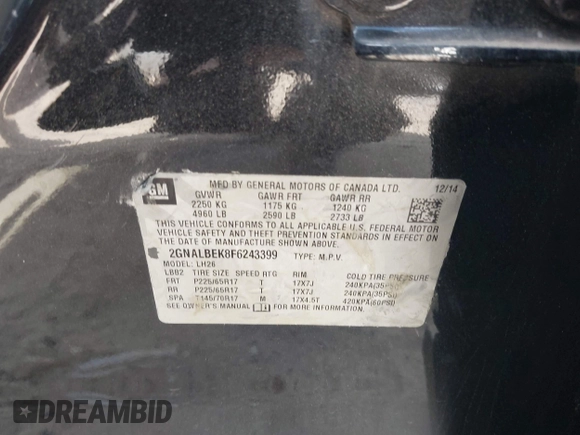 GM
MFD BY GENERAL MOTORS OF CANADA LTD. 12/14
GVWR GAWR FRT GAWR RR
2250 KG 1175 KG 1240 KG
4960 LB 2590 LB 2733 LB
THIS VEHICLE CONFORMS TO ALL APPLICABLE U.S. FEDERAL MOTOR
VEHICLE SAFETY AND THEFT PREVENTION STANDARDS IN EFFECT
ON THE DATE OF MANUFACTURE SHOWN ABOVE.
2GNALBEK8F6243399 TYPE: M.P.V.
MODEL: LH26
LBB2 TIRE SIZE SPEED RTG RIM COLD TIRE PRESSURE
FRT P225/65R17 T 17X7J 240KPA(35PSI)
RR P225/65R17 T 17X7J 240KPA(35PSI)
SPA T145/70R17 M 17X4.5T 420KPA(60PSI)
SEE OWNER'S MANUAL FOR MORE INFORMATION.
DREAMBID